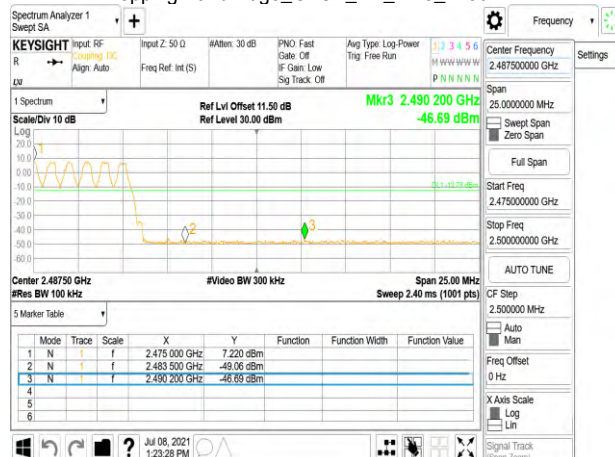 Spectrum Analyzer 1
Swept SA
Frequency
Settings
KEYSIGHT
Input: RF
Coupling: DC
Align: Auto
Input Z: 50 Ω
Freq Ref: Int (S)
#Atten: 30 dB
PNO: Fast
Gate: Off
IF Gain: Low
Sig Track: Off
Avg Type: Log-Power
Trig: Free Run
1 2 3 4 5 6
M W W W W W
P N N N N N
R
LXI
1 Spectrum
Scale/Div 10 dB
Ref Lvl Offset 11.50 dB
Ref Level 30.00 dBm
Mkr3 2.490 200 GHz
-46.69 dBm
Log
20.0
10.0
0.00
-10.0
-20.0
-30.0
-40.0
-50.0
-60.0
1
2
3
Center 2.48750 GHz
#Res BW 100 kHz
#Video BW 300 kHz
Span 25.00 MHz
Sweep 2.40 ms (1001 pts)
5 Marker Table
Mode Trace Scale X Y Function Function Width Function Value
1 N 1 f 2.475 000 GHz 7.220 dBm
2 N 1 f 2.483 500 GHz -49.06 dBm
3 N 1 f 2.490 200 GHz -46.69 dBm
4
5
6
Jul 08, 2021
1:23:28 PM
Center Frequency
2.487500000 GHz
Span
25.0000000 MHz
Swept Span
Zero Span
Full Span
Start Freq
2.475000000 GHz
Stop Freq
2.500000000 GHz
AUTO TUNE
CF Step
2.500000 MHz
Auto
Man
Freq Offset
0 Hz
X Axis Scale
Log
Lin
Signal Track